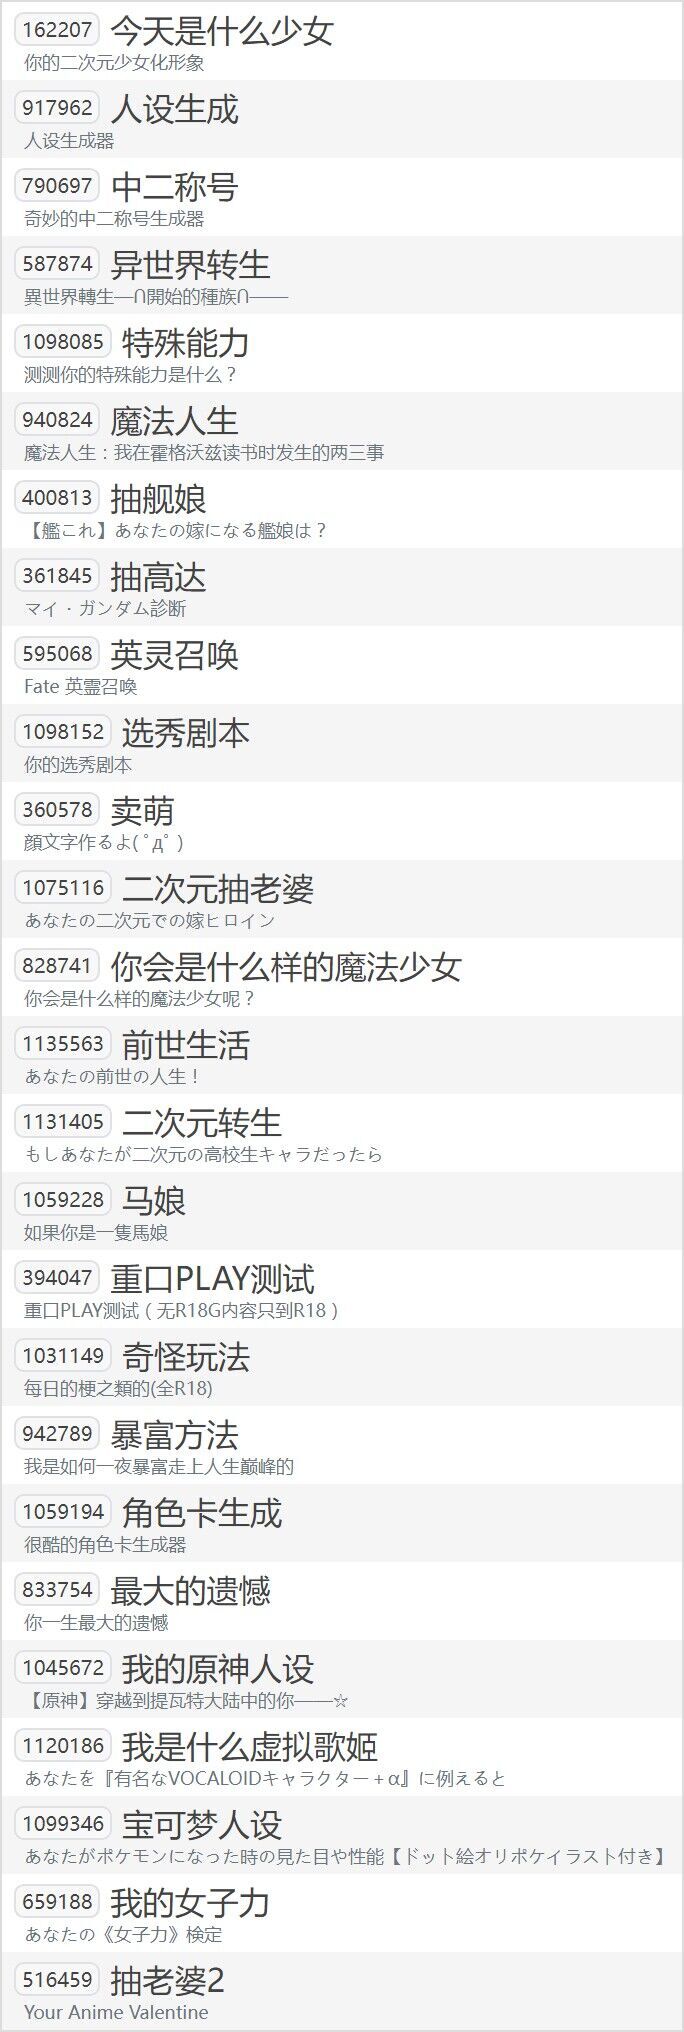 162207 今天是什么少女
你的二次元少女化形象
917962 人设生成
人设生成器
790697 中二称号
奇妙的中二称号生成器
587874 异世界转生
異世界轉生—ᑎ開始的種族ᑎ——
1098085 特殊能力
测测你的特殊能力是什么？
940824 魔法人生
魔法人生：我在霍格沃兹读书时发生的两三事
400813 抽舰娘
【艦これ】あなたの嫁になる艦娘は？
361845 抽高达
マイ・ガンダム診断
595068 英灵召唤
Fate 英霊召喚
1098152 选秀剧本
你的选秀剧本
360578 卖萌
顔文字作るよ( ﾟдﾟ )
1075116 二次元抽老婆
あなたの二次元での嫁ヒロイン
828741 你会是什么样的魔法少女
你会是什么样的魔法少女呢？
1135563 前世生活
あなたの前世の人生！
1131405 二次元转生
もしあなたが二次元の高校生キャラだったら
1059228 马娘
如果你是一隻馬娘
394047 重口PLAY测试
重口PLAY测试（无R18G内容只到R18）
1031149 奇怪玩法
每日的梗之類的(全R18)
942789 暴富方法
我是如何一夜暴富走上人生巅峰的
1059194 角色卡生成
很酷的角色卡生成器
833754 最大的遗憾
你一生最大的遗憾
1045672 我的原神人设
【原神】穿越到提瓦特大陆中的你——☆
1120186 我是什么虚拟歌姬
あなたを『有名なVOCALOIDキャラクター＋α』に例えると
1099346 宝可梦人设
あなたがポケモンになった時の見た目や性能【ドット絵オリポケイラスト付き】
659188 我的女子力
あなたの《女子力》検定
516459 抽老婆2
Your Anime Valentine